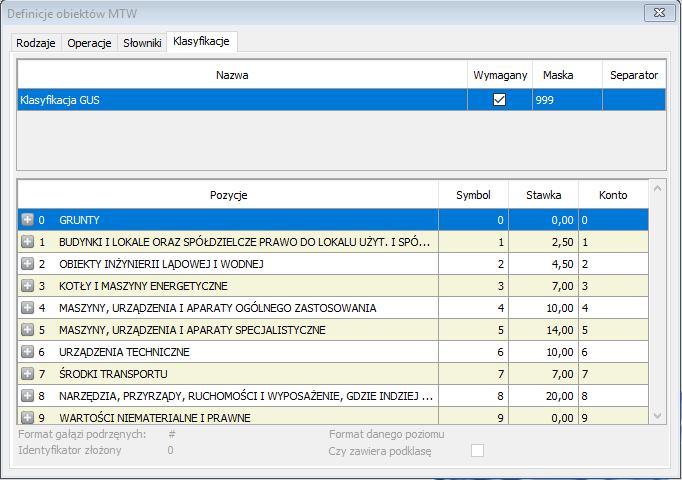 Definicje obiektów MTW
Rodzaje Operacje Słowniki Klasyfikacje
Nazwa Wymagany Maska Separator
Klasyfikacja GUS 999
Pozycje Symbol Stawka Konto
0 GRUNTY 0 0,00 0
1 BUDYNKI I LOKALE ORAZ SPÓŁDZIELCZE PRAWO DO LOKALU UŻYT. I SPÓ... 1 2,50 1
2 OBIEKTY INŻYNIERII LĄDOWEJ I WODNEJ 2 4,50 2
3 KOTŁY I MASZYNY ENERGETYCZNE 3 7,00 3
4 MASZYNY, URZĄDZENIA I APARATY OGÓLNEGO ZASTOSOWANIA 4 10,00 4
5 MASZYNY, URZĄDZENIA I APARATY SPECJALISTYCZNE 5 14,00 5
6 URZĄDZENIA TECHNICZNE 6 10,00 6
7 ŚRODKI TRANSPORTU 7 7,00 7
8 NARZĘDZIA, PRZYRZĄDY, RUCHOMOŚCI I WYPOSAŻENIE, GDZIE INDZIEJ ... 8 20,00 8
9 WARTOŚCI NIEMATERIALNE I PRAWNE 9 0,00 9
Format gałązi podrzęnych: # Format danego poziomu
Identyfikator złożony 0 Czy zawiera podklasę